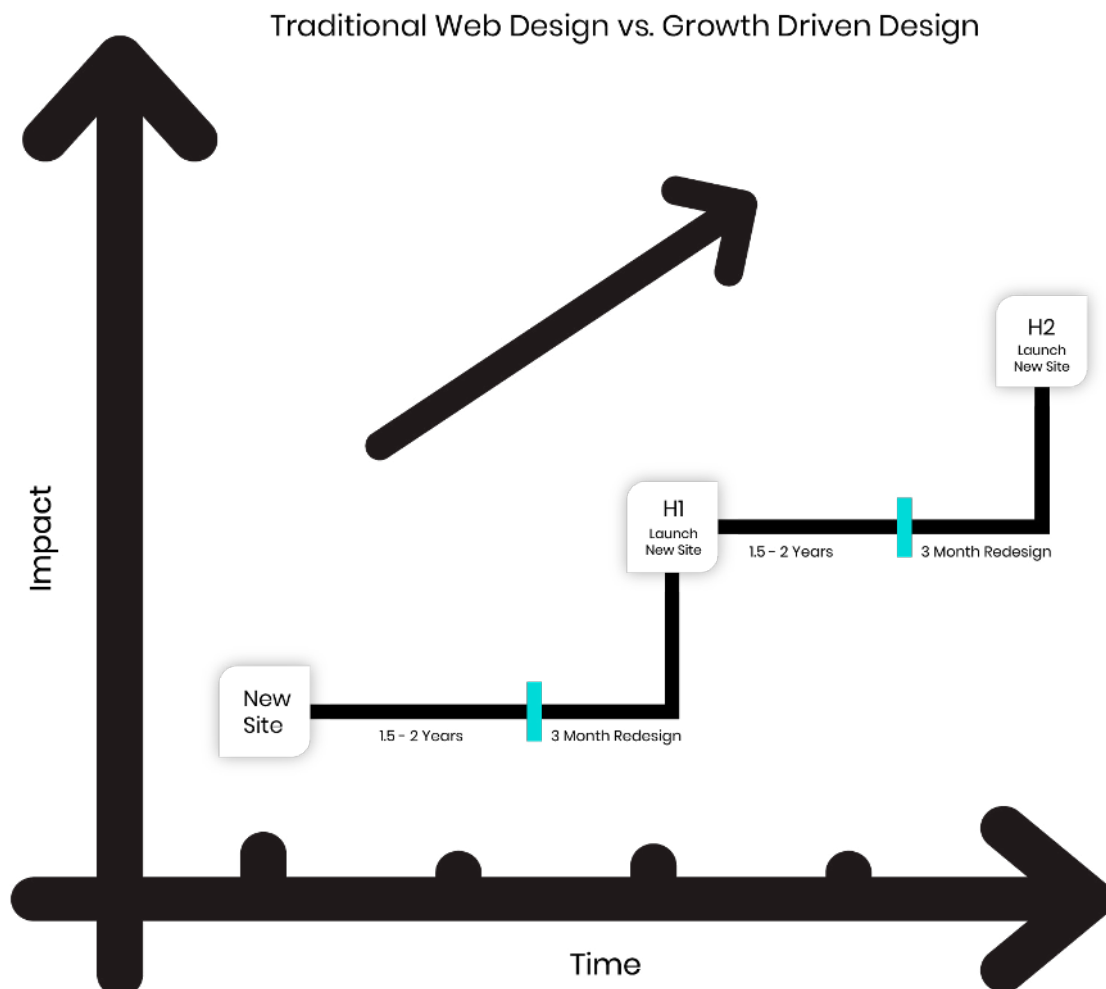 Traditional Web Design vs. Growth Driven Design
H2
Launch
New Site
Impact
H1
Launch
New Site
1.5 - 2 Years
3 Month Redesign
New
Site
1.5 - 2 Years
3 Month Redesign
Time